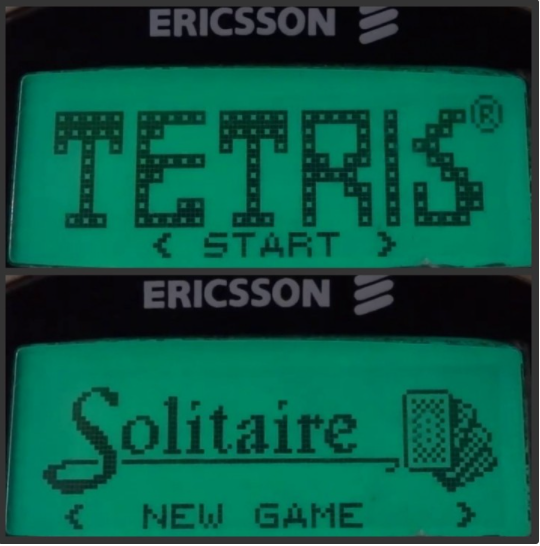 ERICSSON
TETRIS®
< START >
ERICSSON
Solitaire
< NEW GAME >